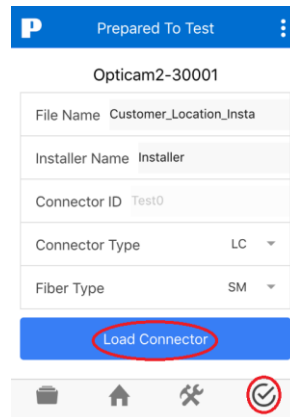 P Prepared To Test
Opticam2-30001
File Name Customer_Location_Insta
Installer Name Installer
Connector ID Test0
Connector Type LC
Fiber Type SM
Load Connector